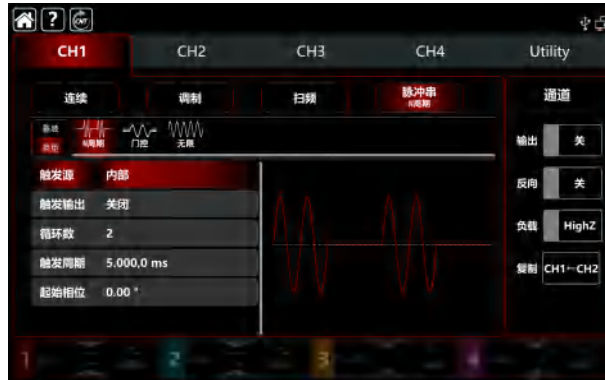 ? CNT
CH1 CH2 CH3 CH4 Utility
连续 调制 扫频 脉冲串 通道
N周期
基波
N周期 门控 无限
输出 关
触发源 内部
反向 关
触发输出 关闭
循环数 2
负载 HighZ
触发周期 5.000,0 ms
复制 CH1←CH2
起始相位 0.00 °
1 2 3 4